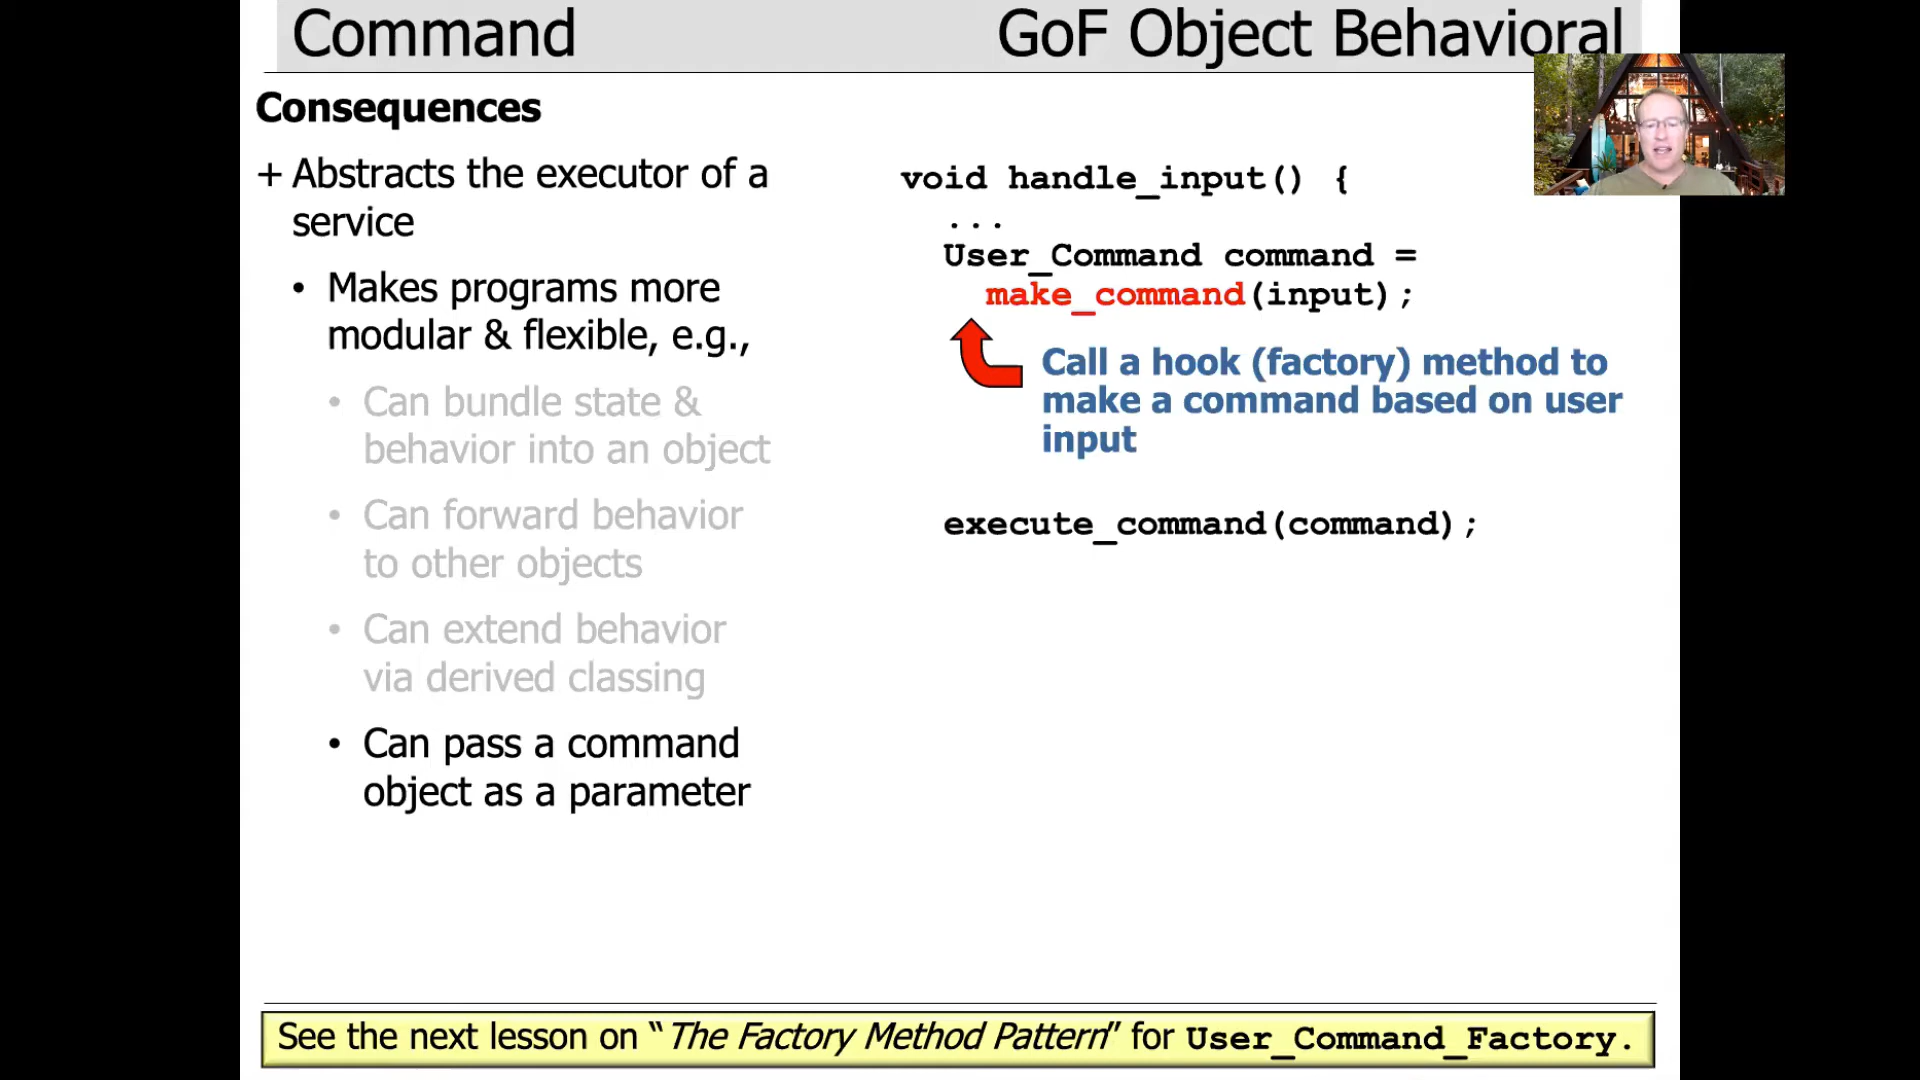 Command GoF Object Behavioral
Consequences
+ Abstracts the executor of a
service
• Makes programs more
modular & flexible, e.g.,
• Can bundle state &
behavior into an object
• Can forward behavior
to other objects
• Can extend behavior
via derived classing
• Can pass a command
object as a parameter
void handle_input() {
...
User_Command command =
make_command(input);
Call a hook (factory) method to
make a command based on user
input
execute_command(command);
See the next lesson on “The Factory Method Pattern” for User_Command_Factory.